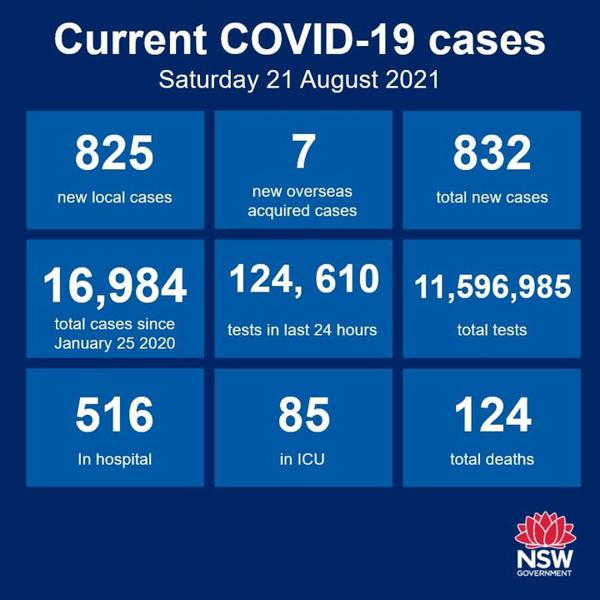 Current COVID-19 cases
Saturday 21 August 2021
825
new local cases
7
new overseas
acquired cases
832
total new cases
16,984
total cases since
January 25 2020
124, 610
tests in last 24 hours
11,596,985
total tests
516
In hospital
85
in ICU
124
total deaths
NSW
GOVERNMENT